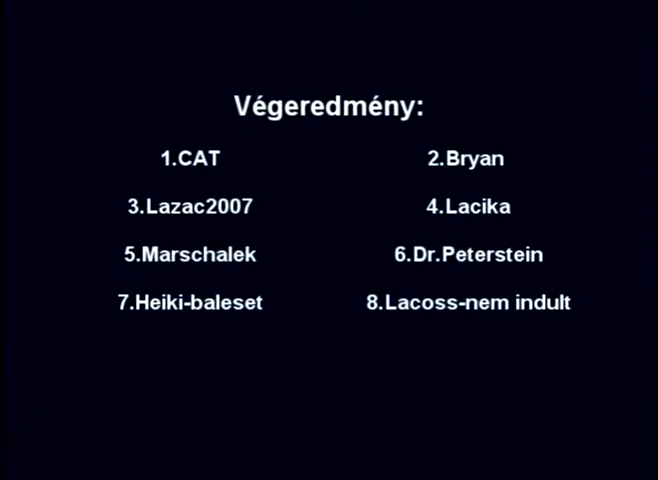 Végeredmény:
1.CAT 2.Bryan
3.Lazac2007 4.Lacika
5.Marschalek 6.Dr.Peterstein
7.Heiki-baleset 8.Lacoss-nem indult